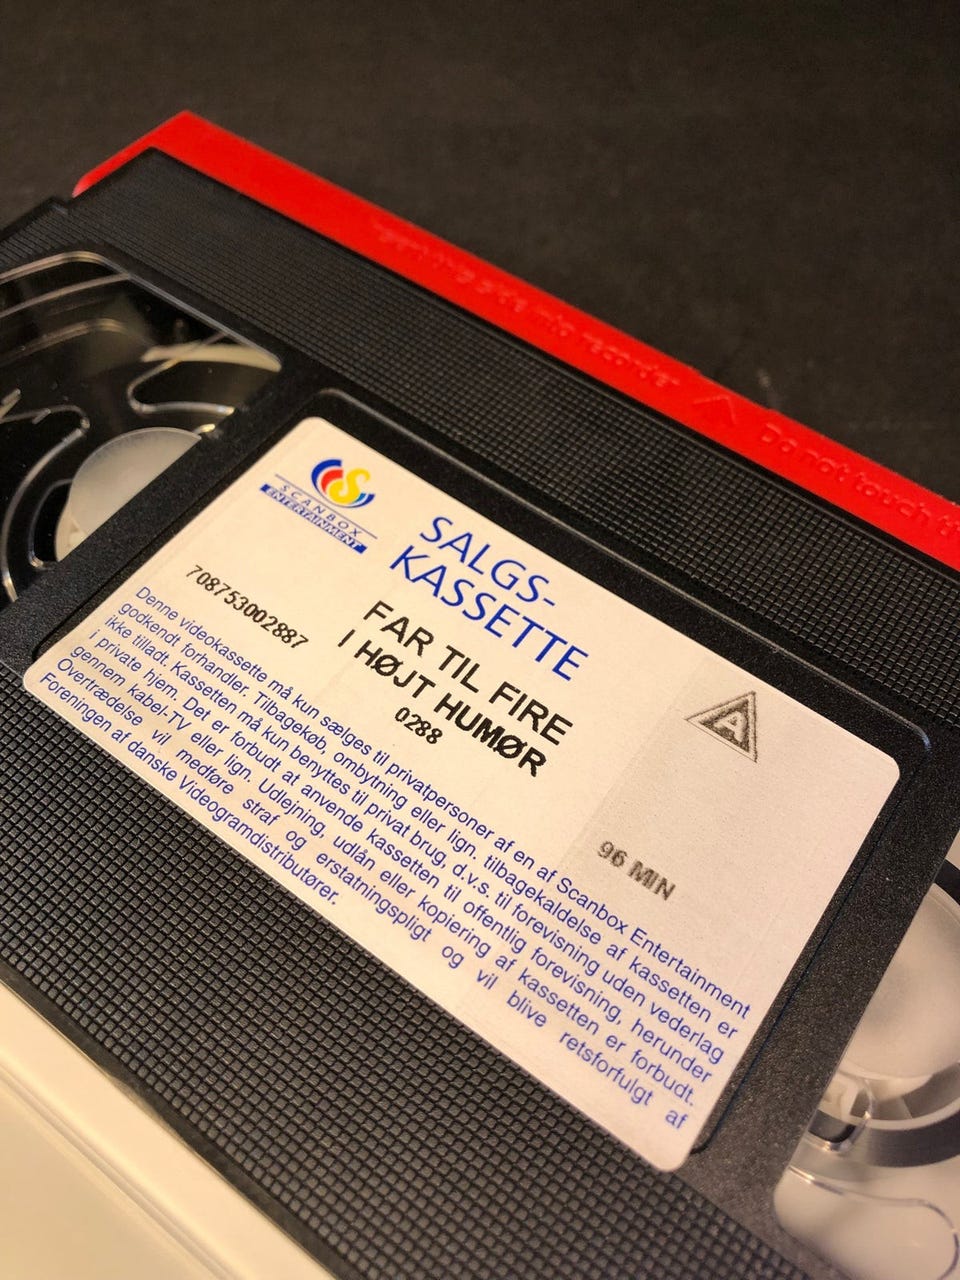 Do not touch
SCANBOX
ENTERTAINMENT
SALGS-
KASSETTE
708753002887
FAR TIL FIRE
I HØJT HUMØR
0288
A
96 MIN
Denne videokassette må kun sælges til privatpersoner af en af Scanbox Entertainment
godkendt forhandler. Tilbagekøb, ombytning eller lign. tilbagekaldelse af kassetten er
ikke tilladt. Kassetten må kun benyttes til privat brug, d.v.s. til forevisning uden vederlag
i private hjem. Det er forbudt at anvende kassetten til offentlig forevisning, herunder
gennem kabel-TV eller lign. Udlejning, udlån eller kopiering af kassetten er forbudt.
Overtrædelse vil medføre straf og erstatningspligt og vil blive retsforfulgt af
Foreningen af danske Videogramdistributører.